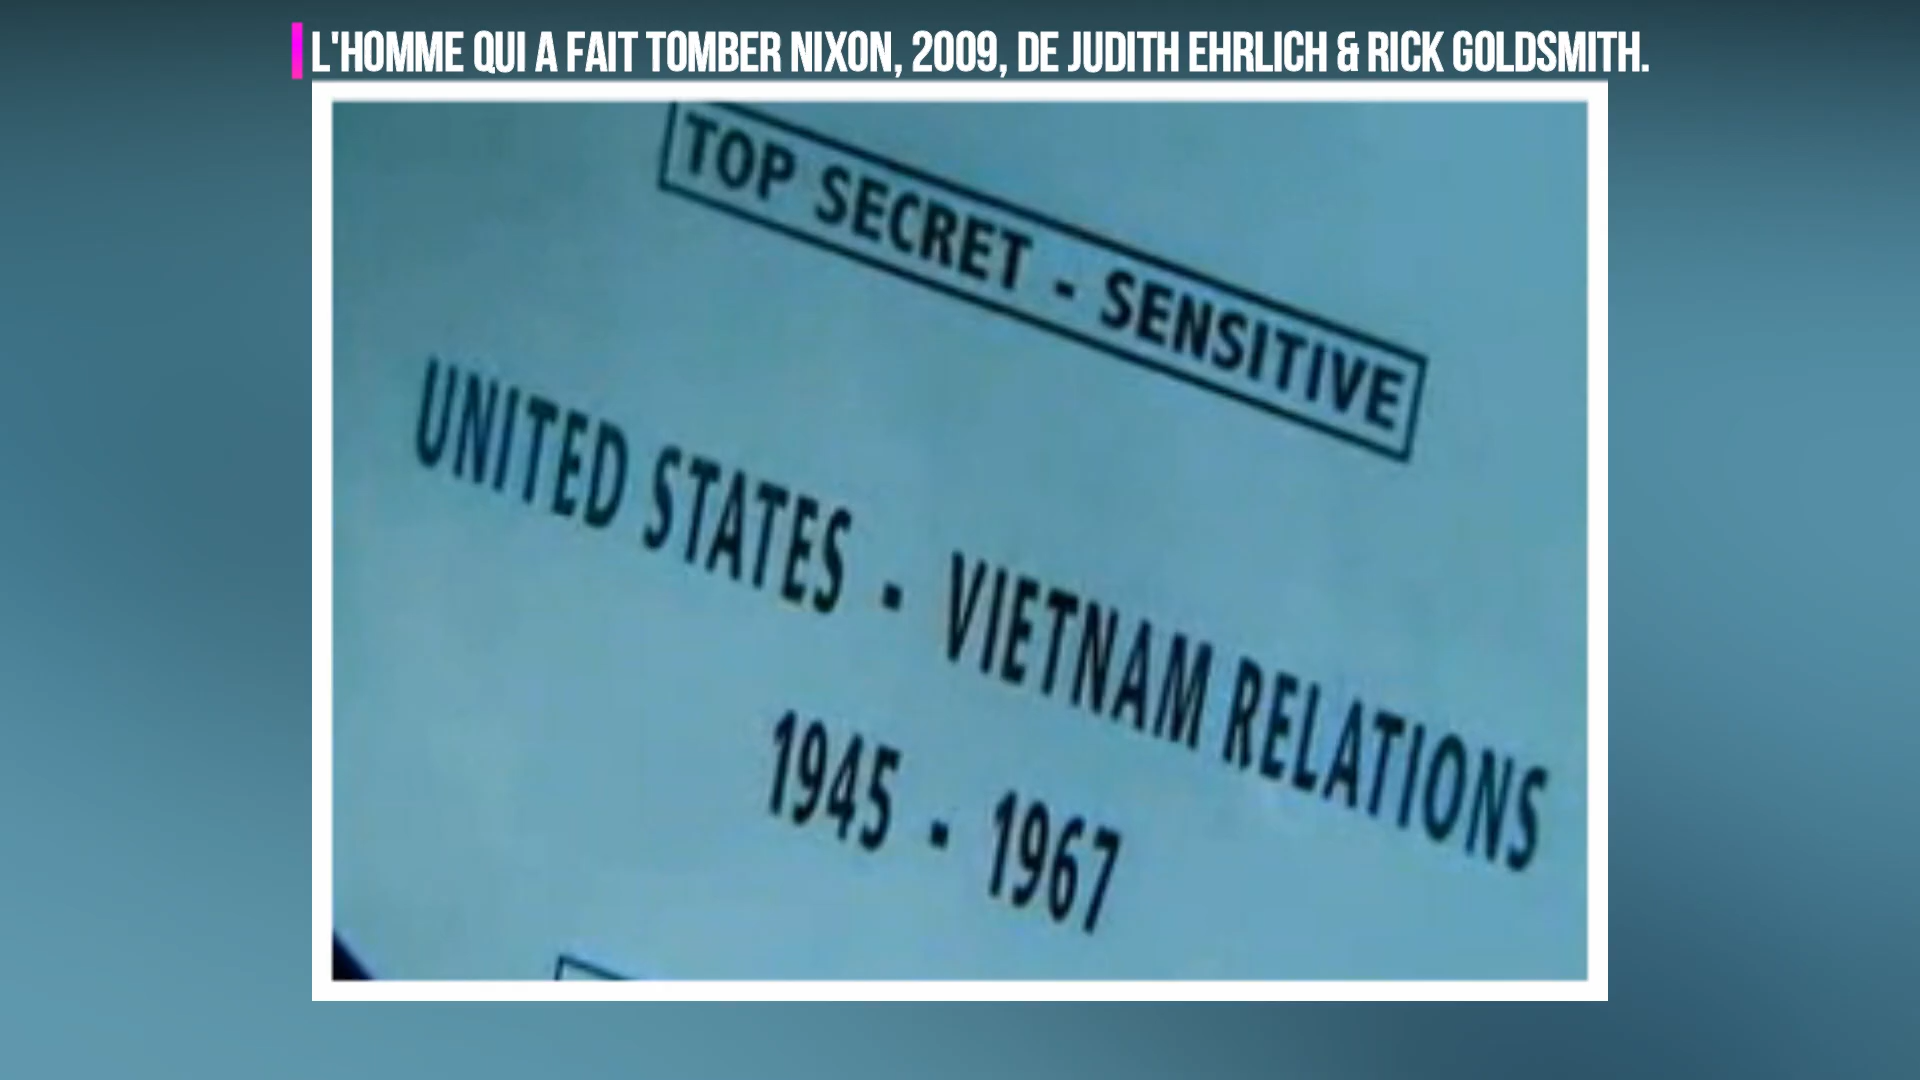 L'HOMME QUI A FAIT TOMBER NIXON, 2009, DE JUDITH EHRLICH & RICK GOLDSMITH.
TOP SECRET - SENSITIVE
UNITED STATES - VIETNAM RELATIONS
1945 - 1967